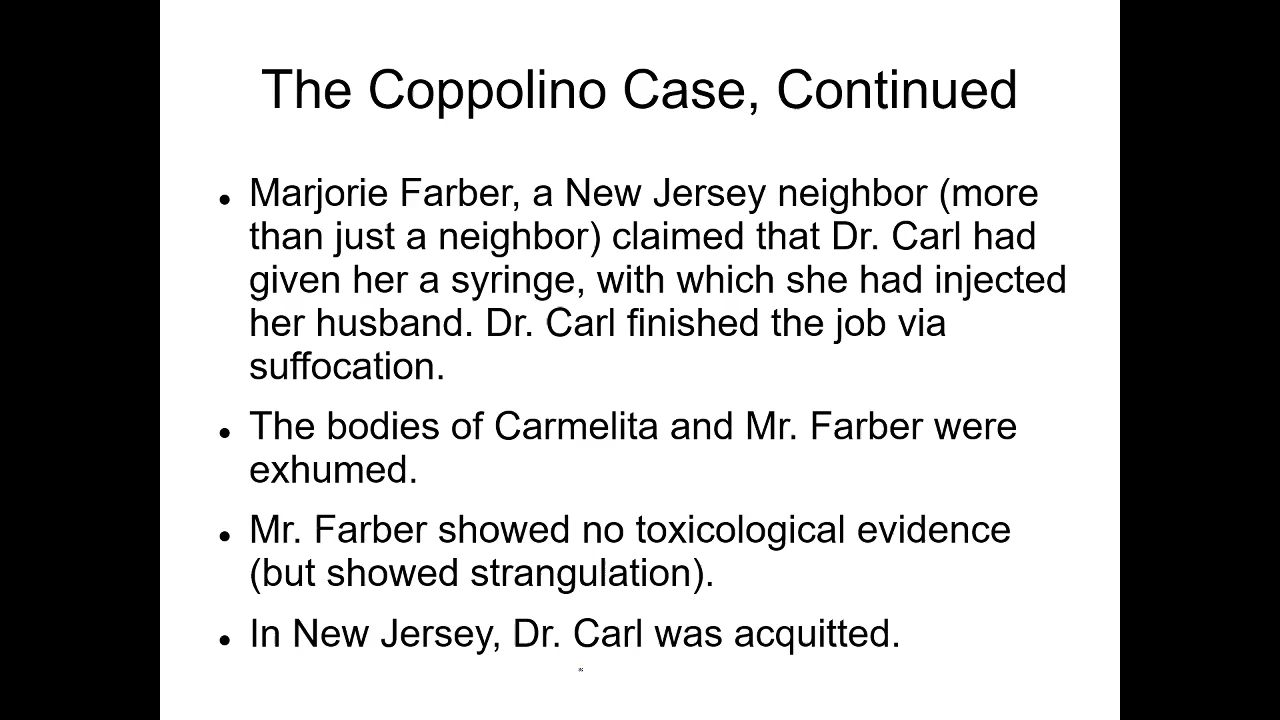 The Coppolino Case, Continued
• Marjorie Farber, a New Jersey neighbor (more
than just a neighbor) claimed that Dr. Carl had
given her a syringe, with which she had injected
her husband. Dr. Carl finished the job via
suffocation.
• The bodies of Carmelita and Mr. Farber were
exhumed.
• Mr. Farber showed no toxicological evidence
(but showed strangulation).
• In New Jersey, Dr. Carl was acquitted.